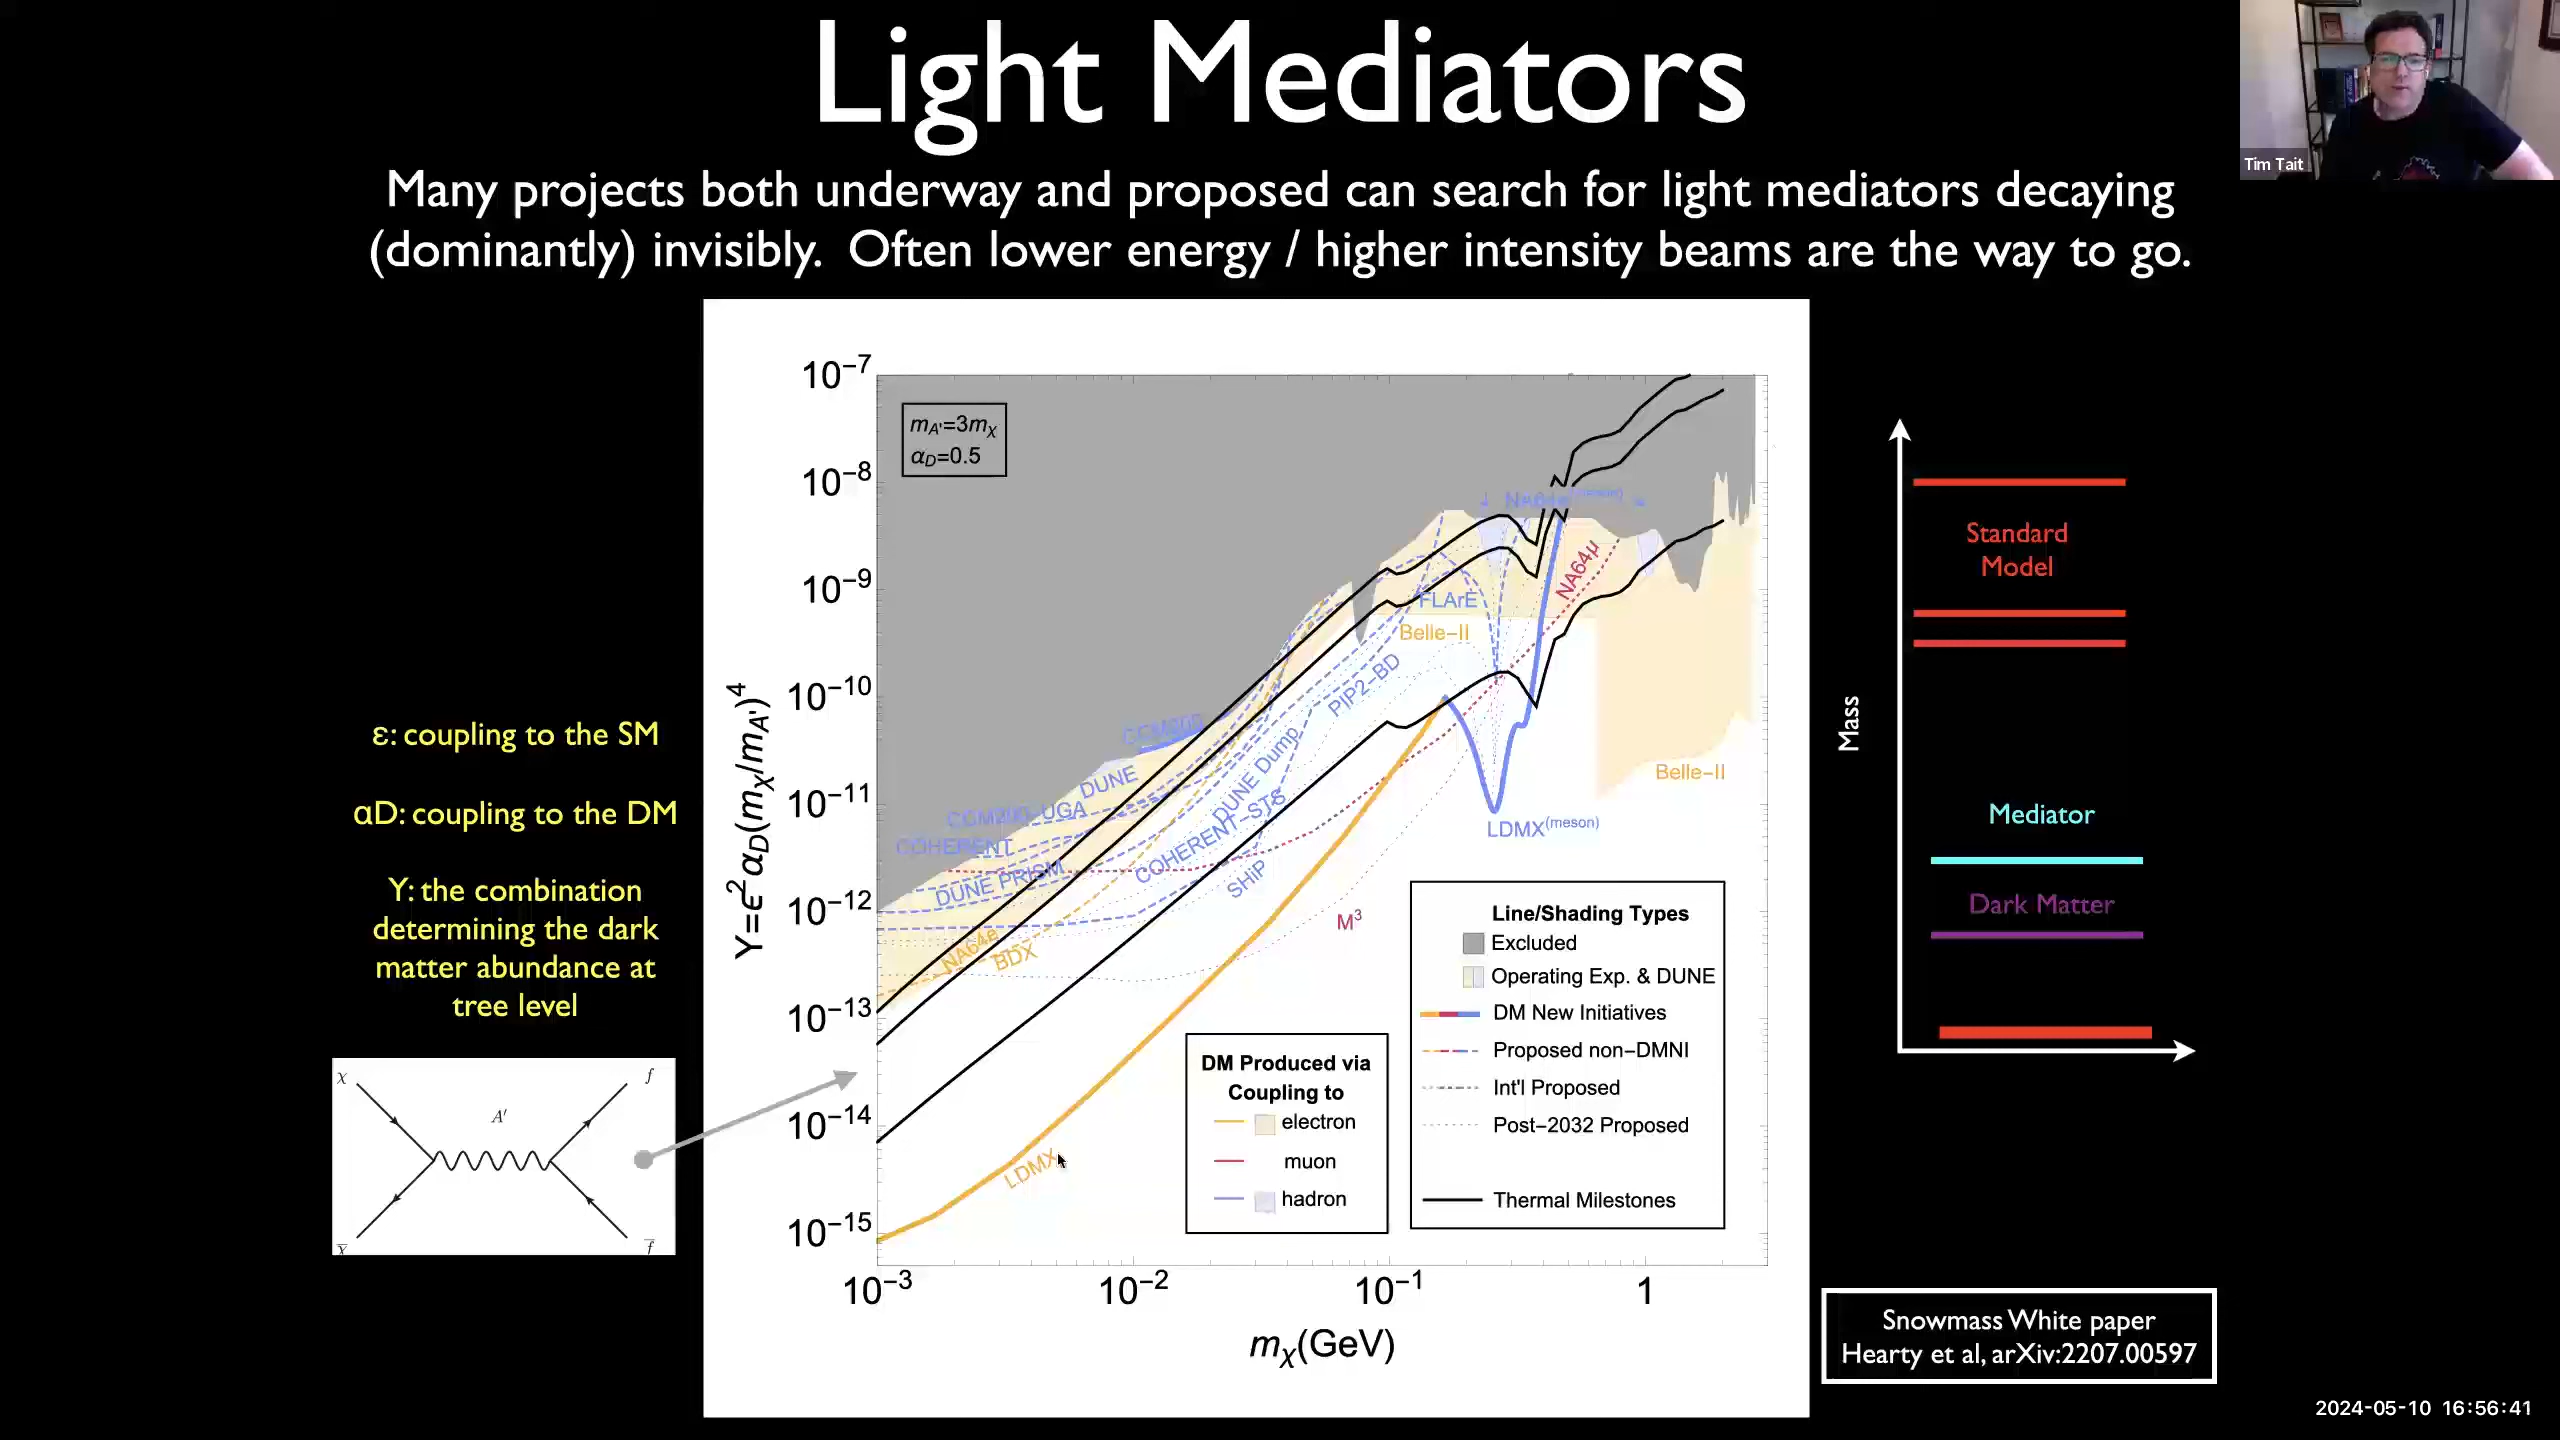 Light Mediators
Tim Tait
Many projects both underway and proposed can search for light mediators decaying
(dominantly) invisibly. Often lower energy / higher intensity beams are the way to go.
ε: coupling to the SM
αD: coupling to the DM
Y: the combination
determining the dark
matter abundance at
tree level
χ
f
A′
χ̅
f̅
Y=ϵ²α_D(m_χ/m_A')⁴
10⁻⁷
10⁻⁸
10⁻⁹
10⁻¹⁰
10⁻¹¹
10⁻¹²
10⁻¹³
10⁻¹⁴
10⁻¹⁵
m_A'=3m_χ
α_D=0.5
NA64μ
FLArE
Belle-II
PIP2-BD
DUNE
DUNE Dump
Belle-II
CCM200-UGA
COHERENT
COHERENT-STS
LDMX(meson)
DUNE PRISM
SHiP
M³
NA64e
BDX
LDMX
DM Produced via
Coupling to
electron
muon
hadron
Line/Shading Types
Excluded
Operating Exp. & DUNE
DM New Initiatives
Proposed non-DMNI
Int'l Proposed
Post-2032 Proposed
Thermal Milestones
10⁻³
10⁻²
10⁻¹
1
m_χ(GeV)
Mass
Standard
Model
Mediator
Dark Matter
Snowmass White paper
Hearty et al, arXiv:2207.00597
2024-05-10 16:56:41